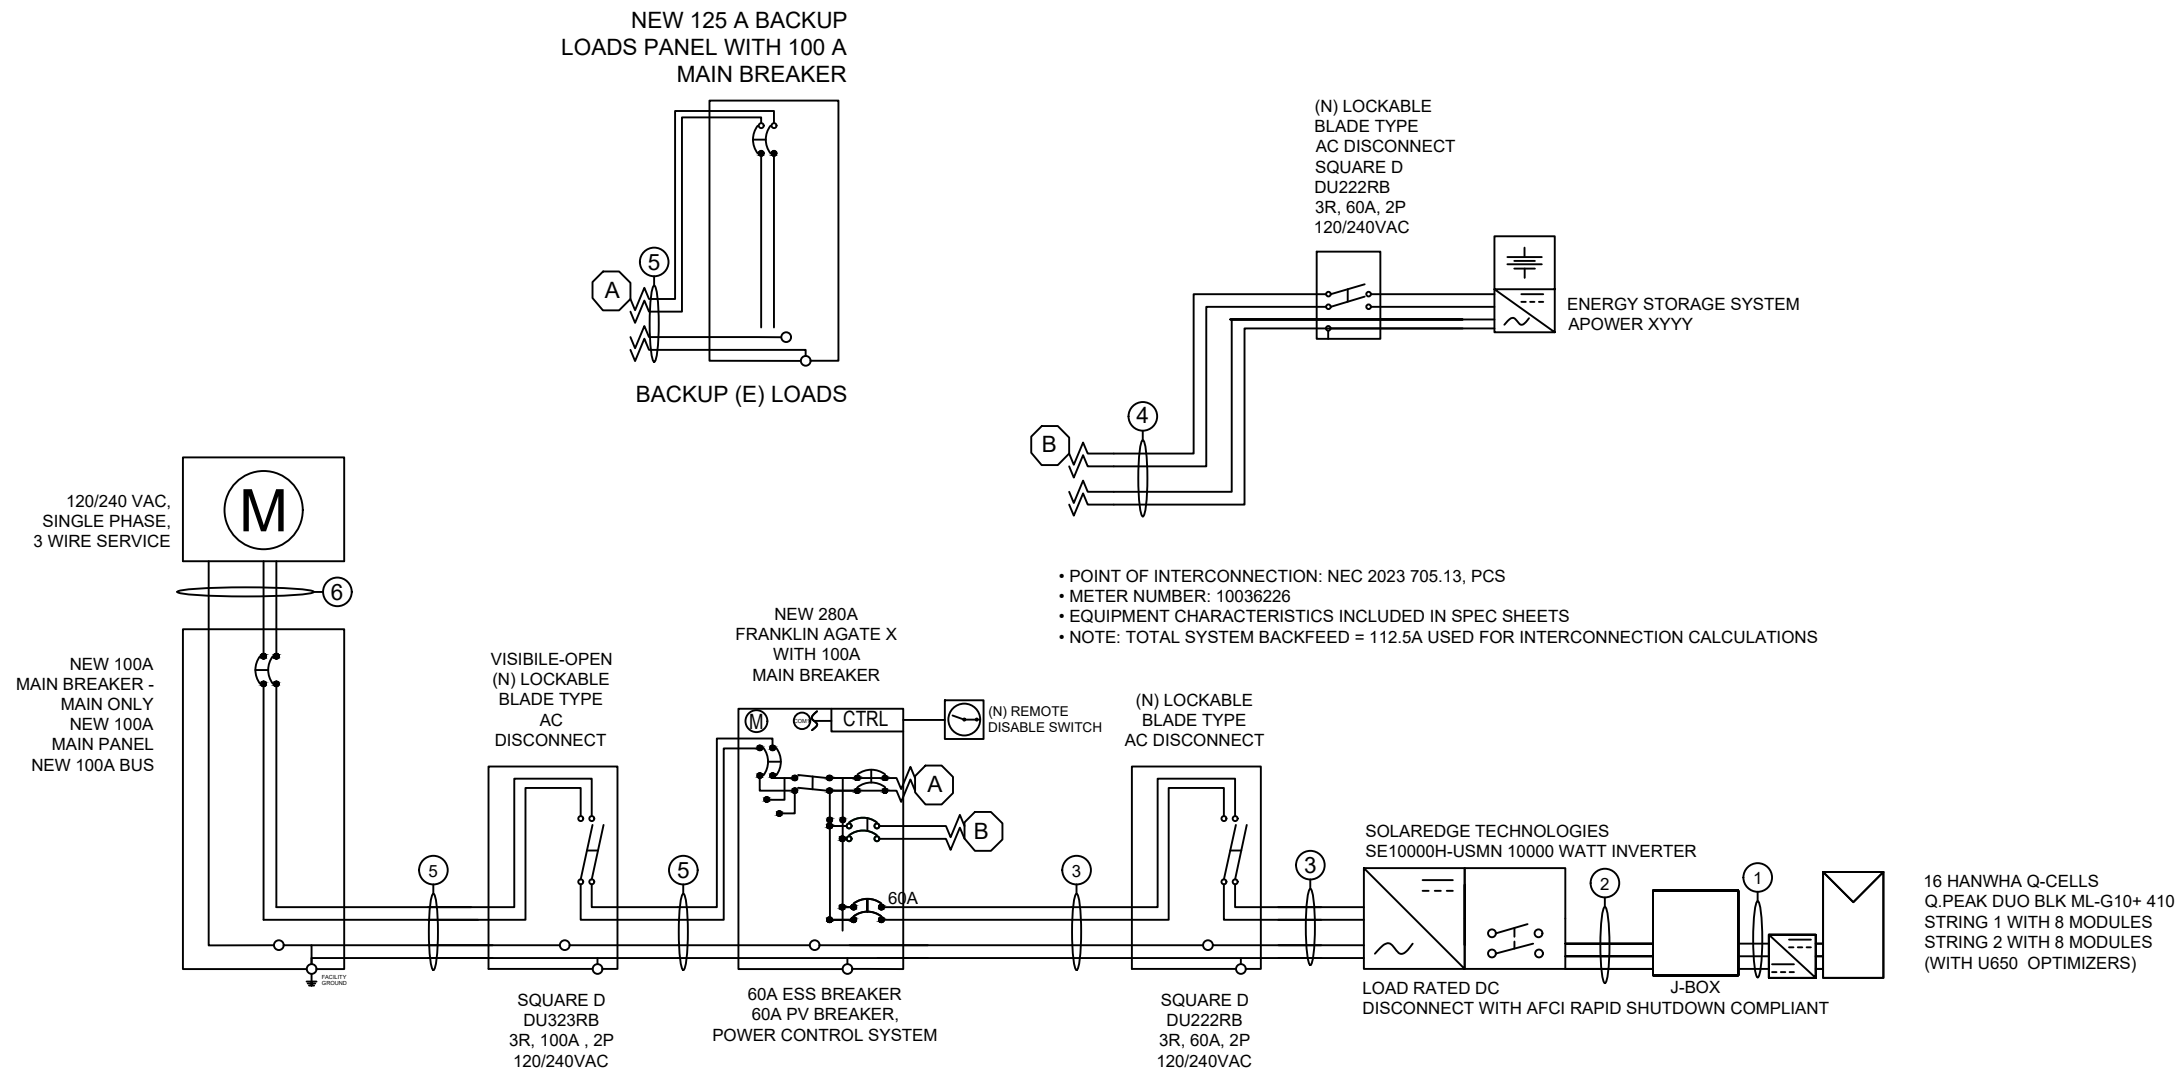 NEW 125 A BACKUP
LOADS PANEL WITH 100 A
MAIN BREAKER
A
5
BACKUP (E) LOADS
(N) LOCKABLE
BLADE TYPE
AC DISCONNECT
SQUARE D
DU222RB
3R, 60A, 2P
120/240VAC
ENERGY STORAGE SYSTEM
APOWER XYYY
B
4
120/240 VAC,
SINGLE PHASE,
3 WIRE SERVICE
M
6
• POINT OF INTERCONNECTION: NEC 2023 705.13, PCS
• METER NUMBER: 10036226
• EQUIPMENT CHARACTERISTICS INCLUDED IN SPEC SHEETS
• NOTE: TOTAL SYSTEM BACKFEED = 112.5A USED FOR INTERCONNECTION CALCULATIONS
NEW 100A
MAIN BREAKER -
MAIN ONLY
NEW 100A
MAIN PANEL
NEW 100A BUS
FACILITY
GROUND
5
VISIBILE-OPEN
(N) LOCKABLE
BLADE TYPE
AC
DISCONNECT
SQUARE D
DU323RB
3R, 100A , 2P
120/240VAC
5
NEW 280A
FRANKLIN AGATE X
WITH 100A
MAIN BREAKER
M
COM1
CTRL
(N) REMOTE
DISABLE SWITCH
A
B
60A
60A ESS BREAKER
60A PV BREAKER,
POWER CONTROL SYSTEM
3
(N) LOCKABLE
BLADE TYPE
AC DISCONNECT
SQUARE D
DU222RB
3R, 60A, 2P
120/240VAC
3
SOLAREDGE TECHNOLOGIES
SE10000H-USMN 10000 WATT INVERTER
LOAD RATED DC
DISCONNECT WITH AFCI RAPID SHUTDOWN COMPLIANT
2
J-BOX
1
16 HANWHA Q-CELLS
Q.PEAK DUO BLK ML-G10+ 410
STRING 1 WITH 8 MODULES
STRING 2 WITH 8 MODULES
(WITH U650 OPTIMIZERS)